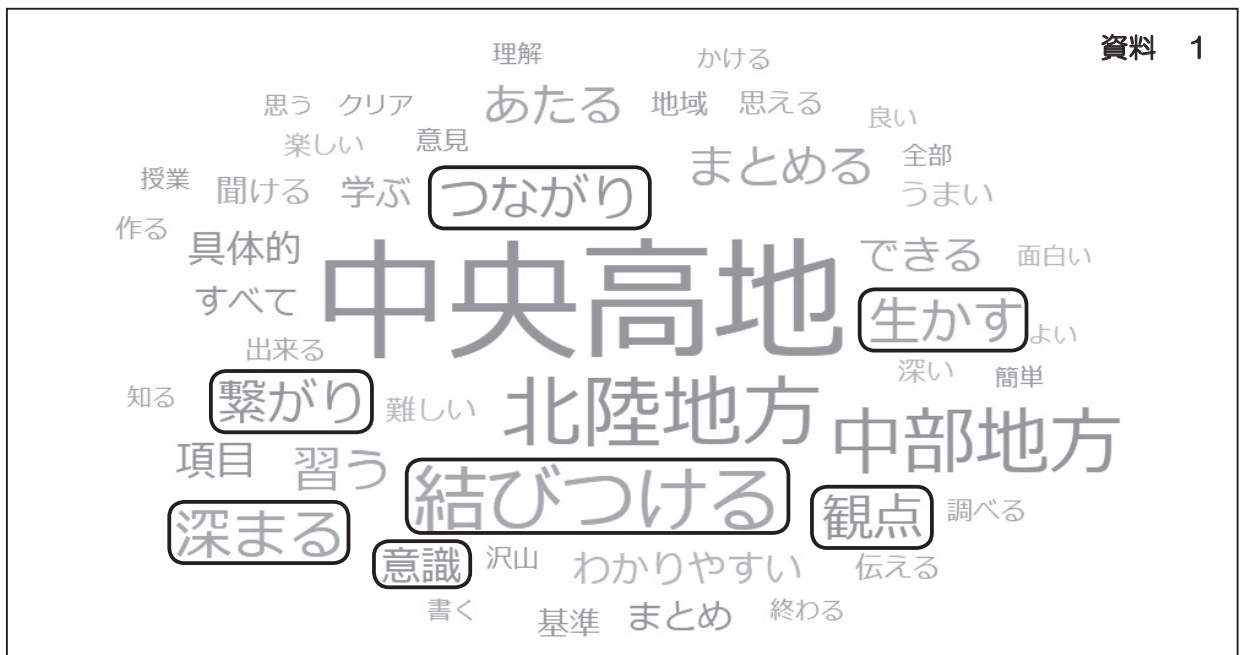 資料 1
理解 かける
思う クリア あたる 地域 思える 良い
楽しい 意見 まとめる 全部
授業 聞ける 学ぶ つながり うまい
作る 具体的 中央高地 できる 面白い
すべて 生かす よい
出来る 深い 簡単
知る 繋がり 難しい 北陸地方 中部地方
項目 習う 結びつける
深まる 観点 調べる
意識 沢山 わかりやすい 伝える
書く 基準 まとめ 終わる